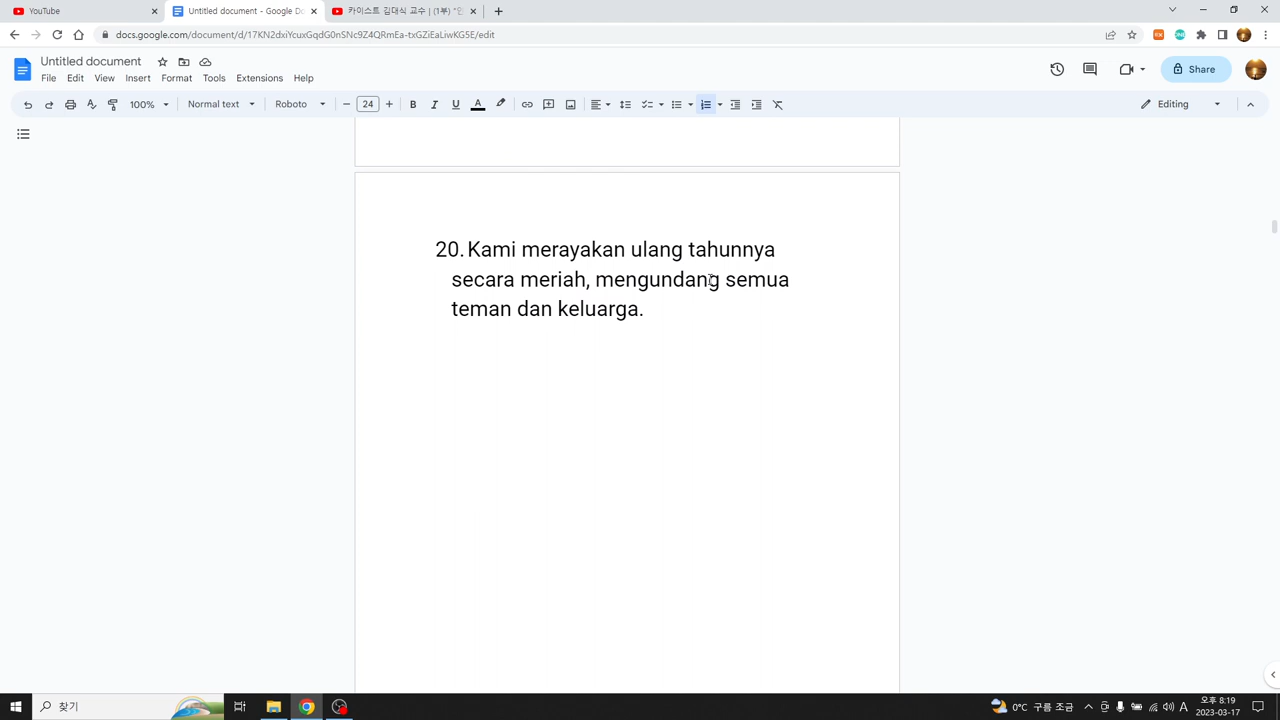 YouTube
Untitled document - Google Do
카이스트 김대식 교수 | (1부) "인
docs.google.com/document/d/17KN2dxiYcuxGqdG0nSNc9Z4QRmEa-txGZiEaLiwKG5E/edit
Untitled document
File Edit View Insert Format Tools Extensions Help
Share
100% Normal text Roboto 24 Editing
20. Kami merayakan ulang tahunnya
secara meriah, mengundang semua
teman dan keluarga.
찾기
0°C 구름 조금
A
오후 8:19
2023-03-17